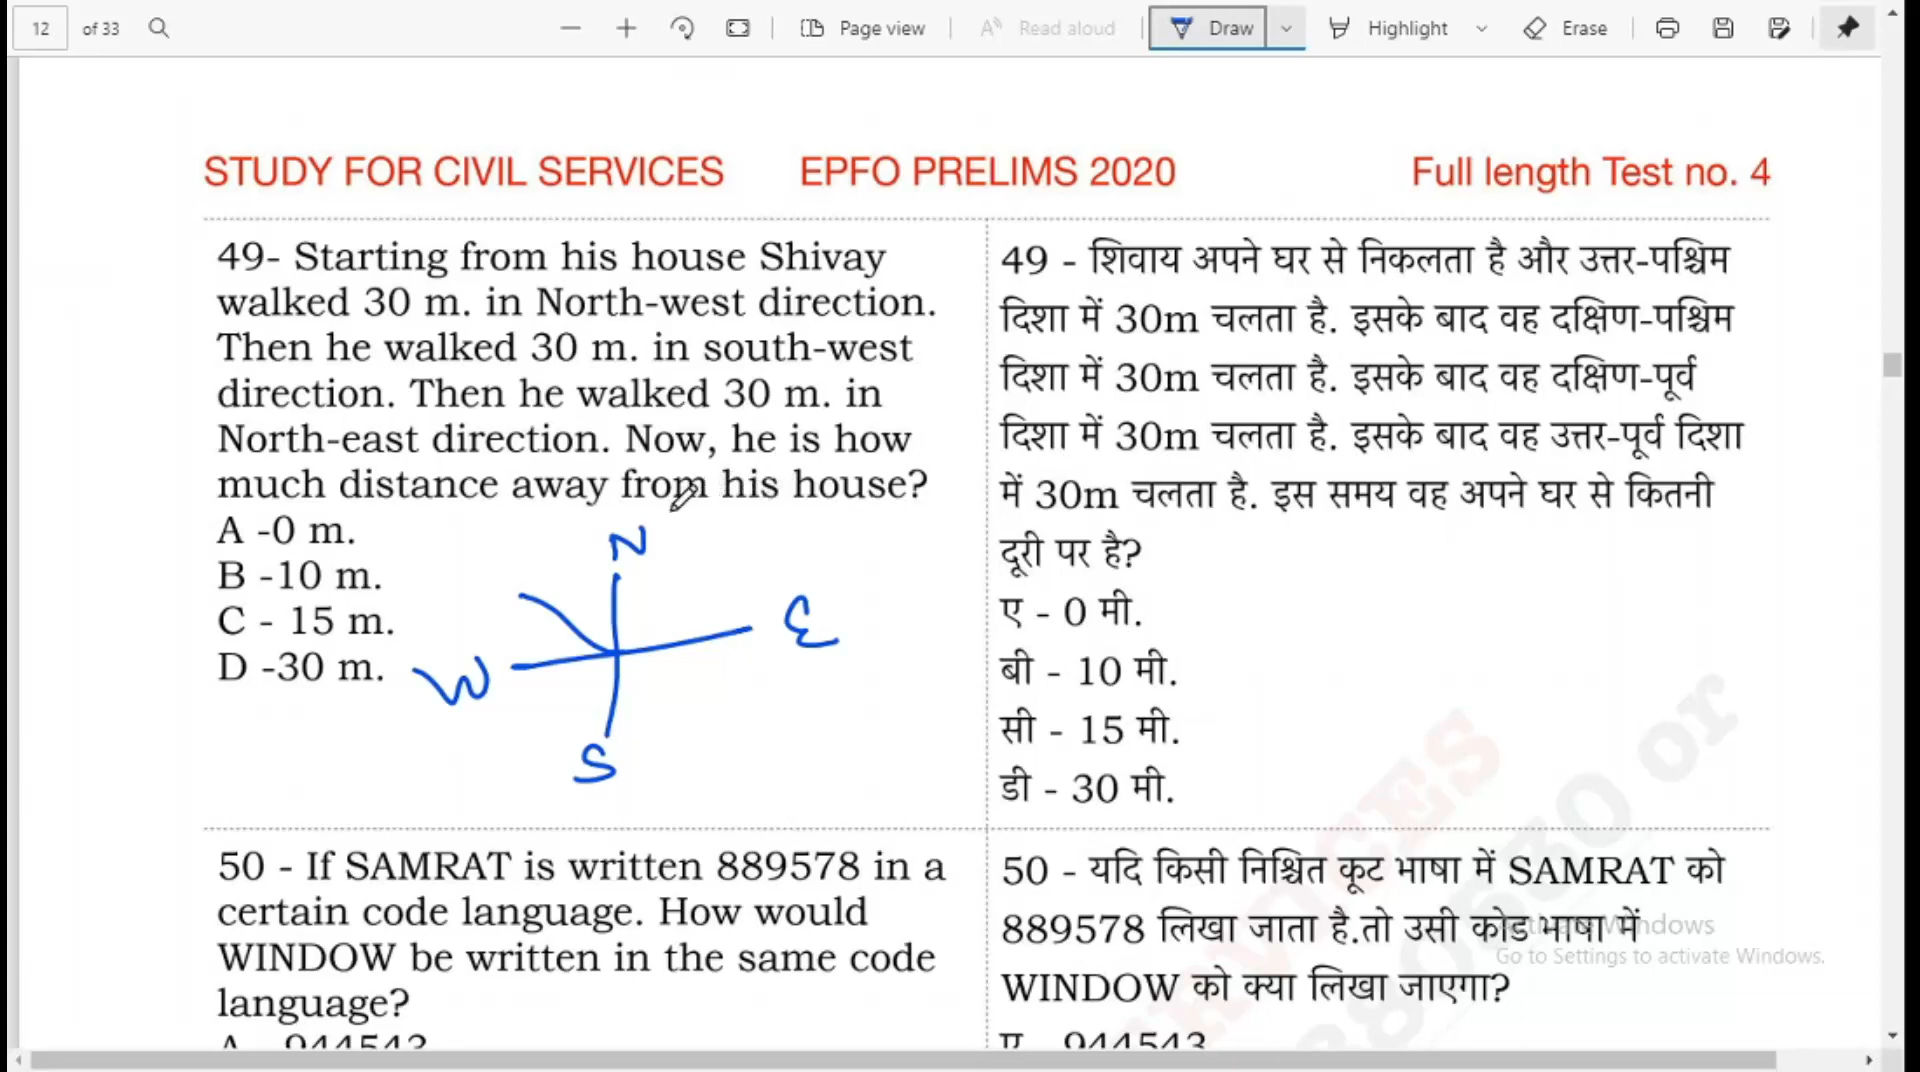 12 of 33 Page view Read aloud Draw Highlight Erase
STUDY FOR CIVIL SERVICES EPFO PRELIMS 2020 Full length Test no. 4
49- Starting from his house Shivay
walked 30 m. in North-west direction.
Then he walked 30 m. in south-west
direction. Then he walked 30 m. in
North-east direction. Now, he is how
much distance away from his house?
A -0 m.
B -10 m.
C - 15 m.
D -30 m.
N
E
W
S
49 - शिवाय अपने घर से निकलता है और उत्तर-पश्चिम
दिशा में 30m चलता है. इसके बाद वह दक्षिण-पश्चिम
दिशा में 30m चलता है. इसके बाद वह दक्षिण-पूर्व
दिशा में 30m चलता है. इसके बाद वह उत्तर-पूर्व दिशा
में 30m चलता है. इस समय वह अपने घर से कितनी
दूरी पर है?
ए - 0 मी.
बी - 10 मी.
सी - 15 मी.
डी - 30 मी.
50 - If SAMRAT is written 889578 in a
certain code language. How would
WINDOW be written in the same code
language?
A 944543
50 - यदि किसी निश्चित कूट भाषा में SAMRAT को
889578 लिखा जाता है.तो उसी कोड भाषा में
WINDOW को क्या लिखा जाएगा?
ए 944543
Activate Windows
Go to Settings to activate Windows.